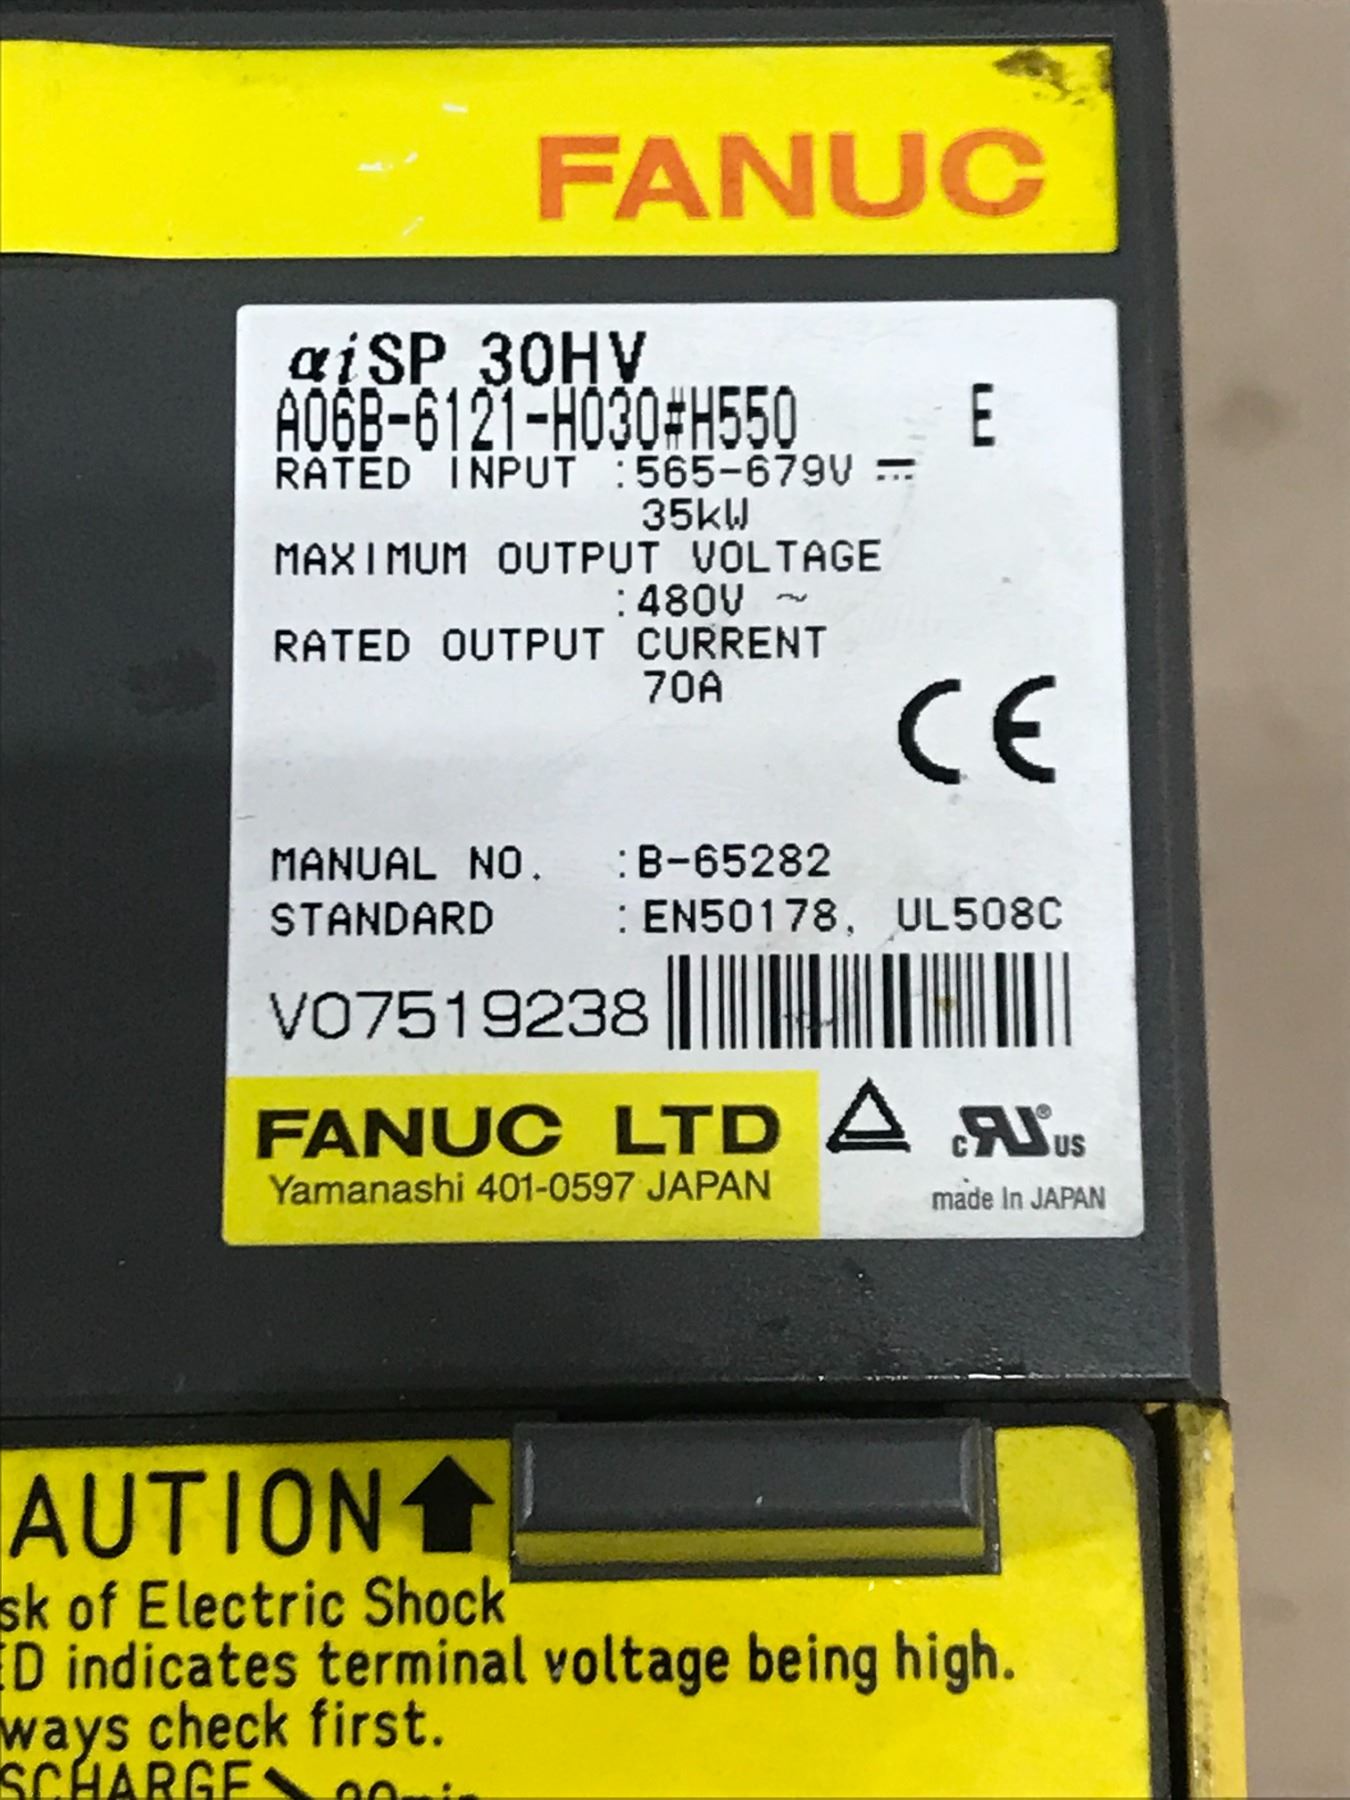 FANUC
αiSP 30HV
A06B-6121-H030#H550 E
RATED INPUT :565-679V ⎓
35kW
MAXIMUM OUTPUT VOLTAGE
:480V ~
RATED OUTPUT CURRENT
70A
CE
MANUAL NO. :B-65282
STANDARD :EN50178, UL508C
V07519238
FANUC LTD
Yamanashi 401-0597 JAPAN
c RU® US
made In JAPAN
AUTION
sk of Electric Shock
ED indicates terminal voltage being high.
ways check first.
SCHARGE